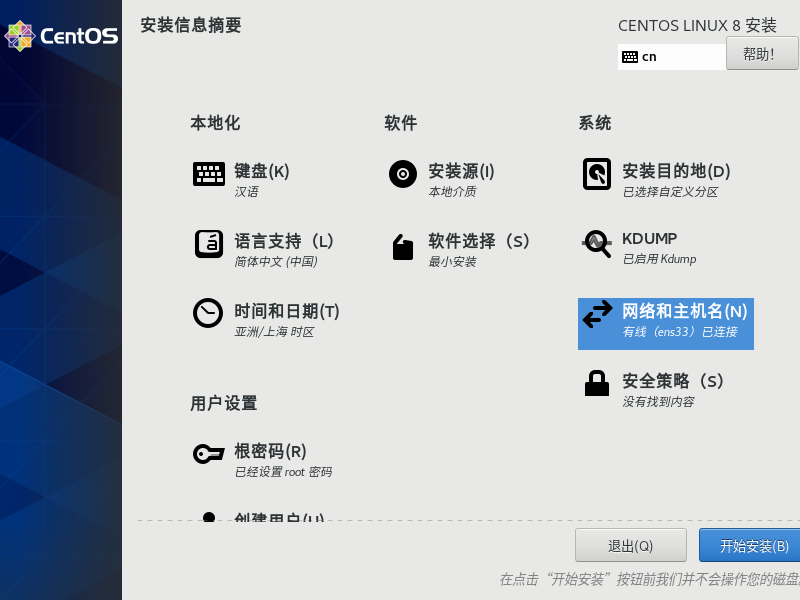 CentOS
安装信息摘要
CENTOS LINUX 8 安装
cn
帮助！
本地化
键盘(K)
汉语
语言支持（L）
简体中文 (中国)
时间和日期(T)
亚洲/上海 时区
软件
安装源(I)
本地介质
软件选择（S）
最小安装
系统
安装目的地(D)
已选择自定义分区
KDUMP
已启用 Kdump
网络和主机名(N)
有线（ens33）已连接
安全策略（S）
没有找到内容
用户设置
根密码(R)
已经设置 root 密码
创建用户(U)
退出(Q)
开始安装(B)
在点击“开始安装”按钮前我们并不会操作您的磁盘。